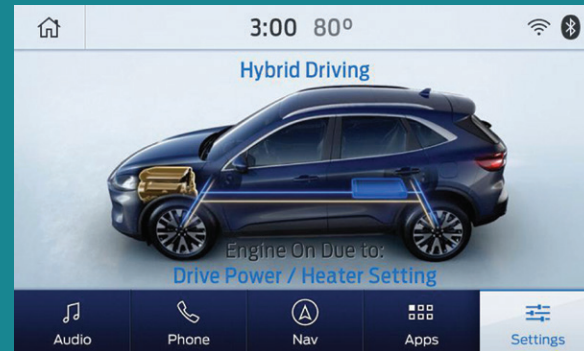 3:00 80º
Hybrid Driving
Engine On Due to:
Drive Power / Heater Setting
Audio Phone Nav Apps Settings